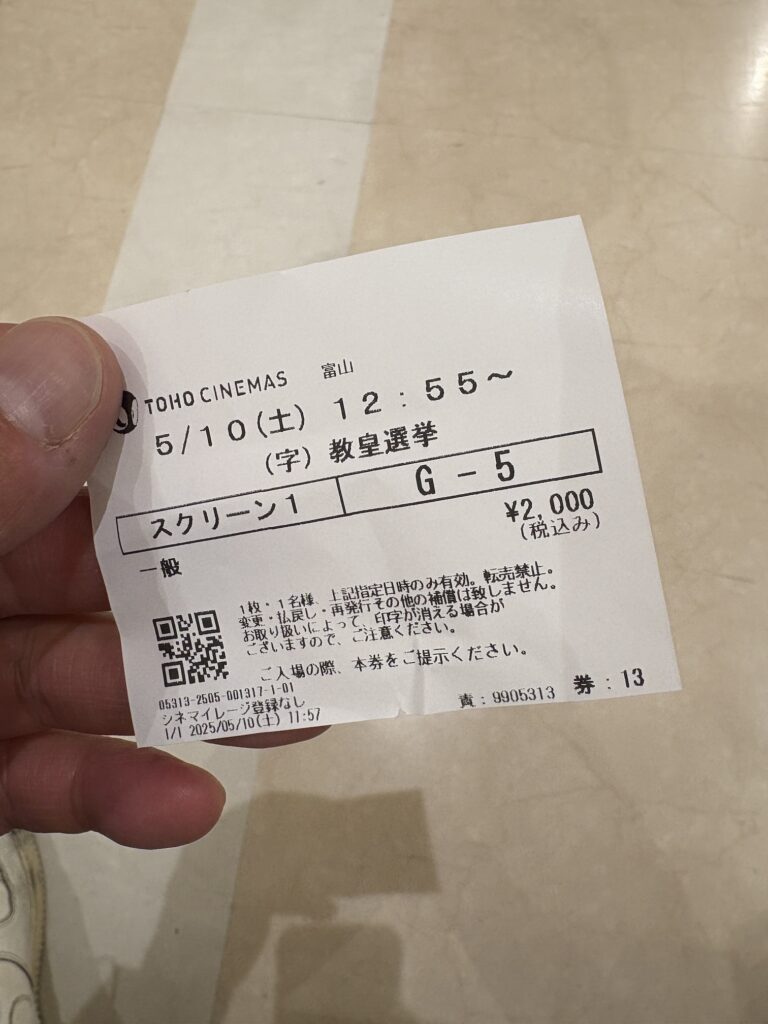 TOHO CINEMAS 富山
5/10(土) 12:55~
(字) 教皇選挙
スクリーン1 G-5
¥2,000
(税込み)
一般
1枚・1名様、上記指定日時のみ有効。転売禁止。
変更・払戻し・再発行その他の補償は致しません。
お取り扱いによって、印字が消える場合が
ございますので、ご注意ください。
ご入場の際、本券をご提示ください。
05313-2505-001317-1-01
シネマイレージ登録なし
1/1 2025/05/10(土) 11:57
責:9905313 券:13